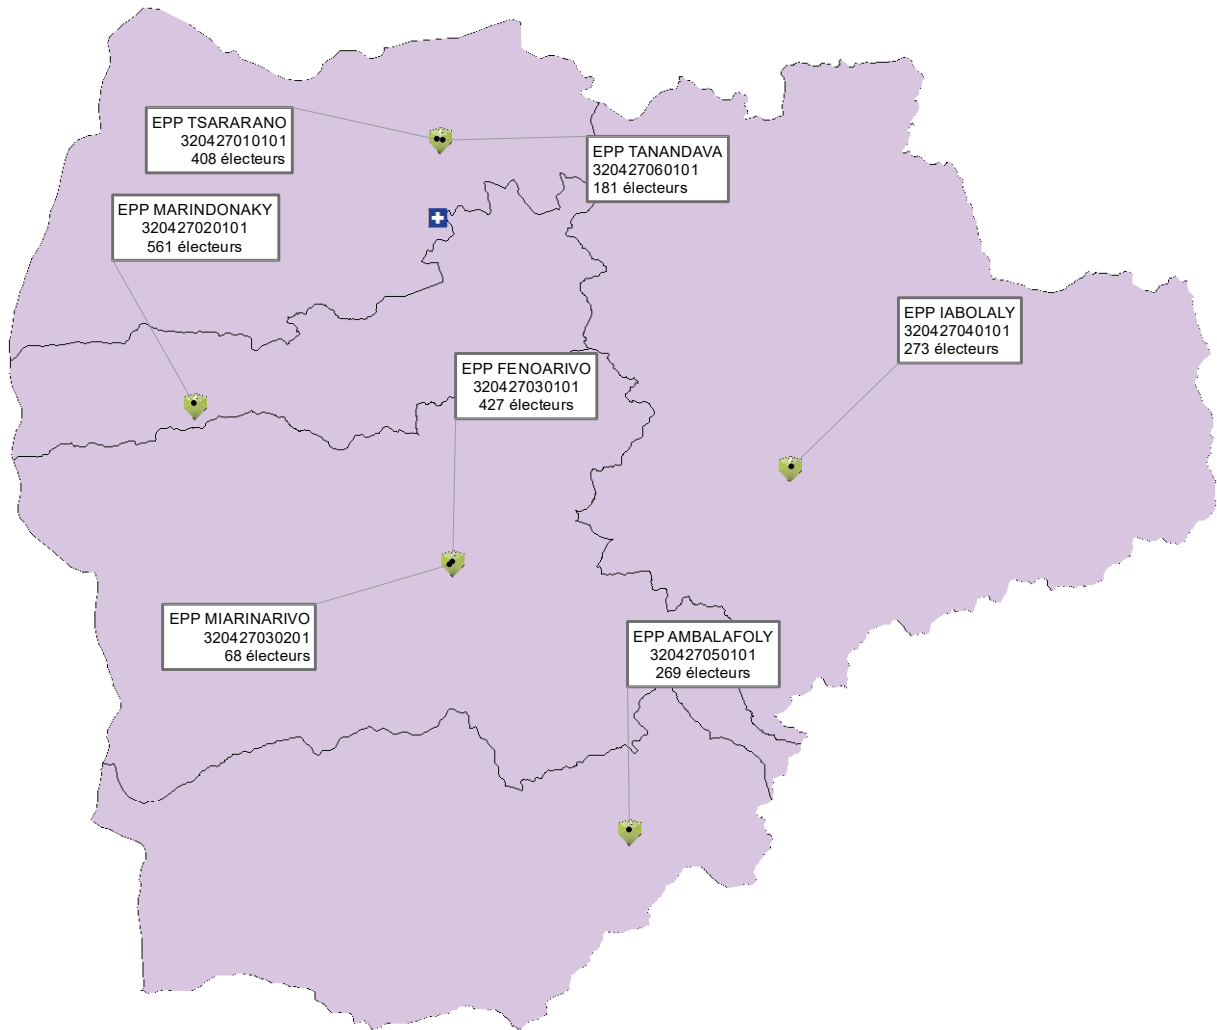 EPP TSARARANO
320427010101
408 électeurs
EPP TANANDAVA
320427060101
181 électeurs
EPP MARINDONAKY
320427020101
561 électeurs
EPP IABOLALY
320427040101
273 électeurs
EPP FENOARIVO
320427030101
427 électeurs
EPP MIARINARIVO
320427030201
68 électeurs
EPP AMBALAFOLY
320427050101
269 électeurs